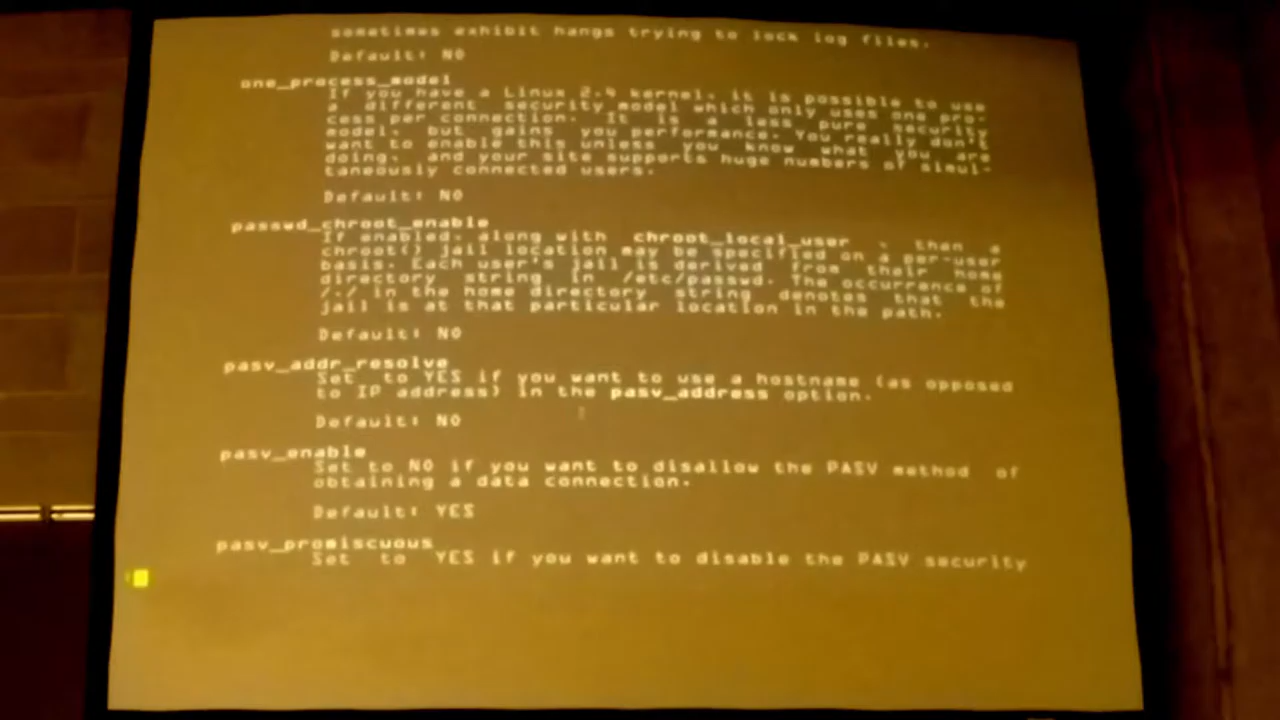 sometimes exhibit hangs trying to lock log files.
Default: NO
one_process_model
If you have a Linux 2.4 kernel, it is possible to use
a different security model which only uses one pro-
cess per connection. It is a less pure security
model, but gains you performance. You really don't
want to enable this unless you know what you are
doing, and your site supports huge numbers of simul-
taneously connected users.
Default: NO
passwd_chroot_enable
If enabled, along with chroot_local_user , then a
chroot() jail location may be specified on a per-user
basis. Each user's jail is derived from their home
directory string in /etc/passwd. The occurrence of
/./ in the home directory string denotes that the
jail is at that particular location in the path.
Default: NO
pasv_addr_resolve
Set to YES if you want to use a hostname (as opposed
to IP address) in the pasv_address option.
Default: NO
pasv_enable
Set to NO if you want to disallow the PASV method of
obtaining a data connection.
Default: YES
pasv_promiscuous
Set to YES if you want to disable the PASV security
: